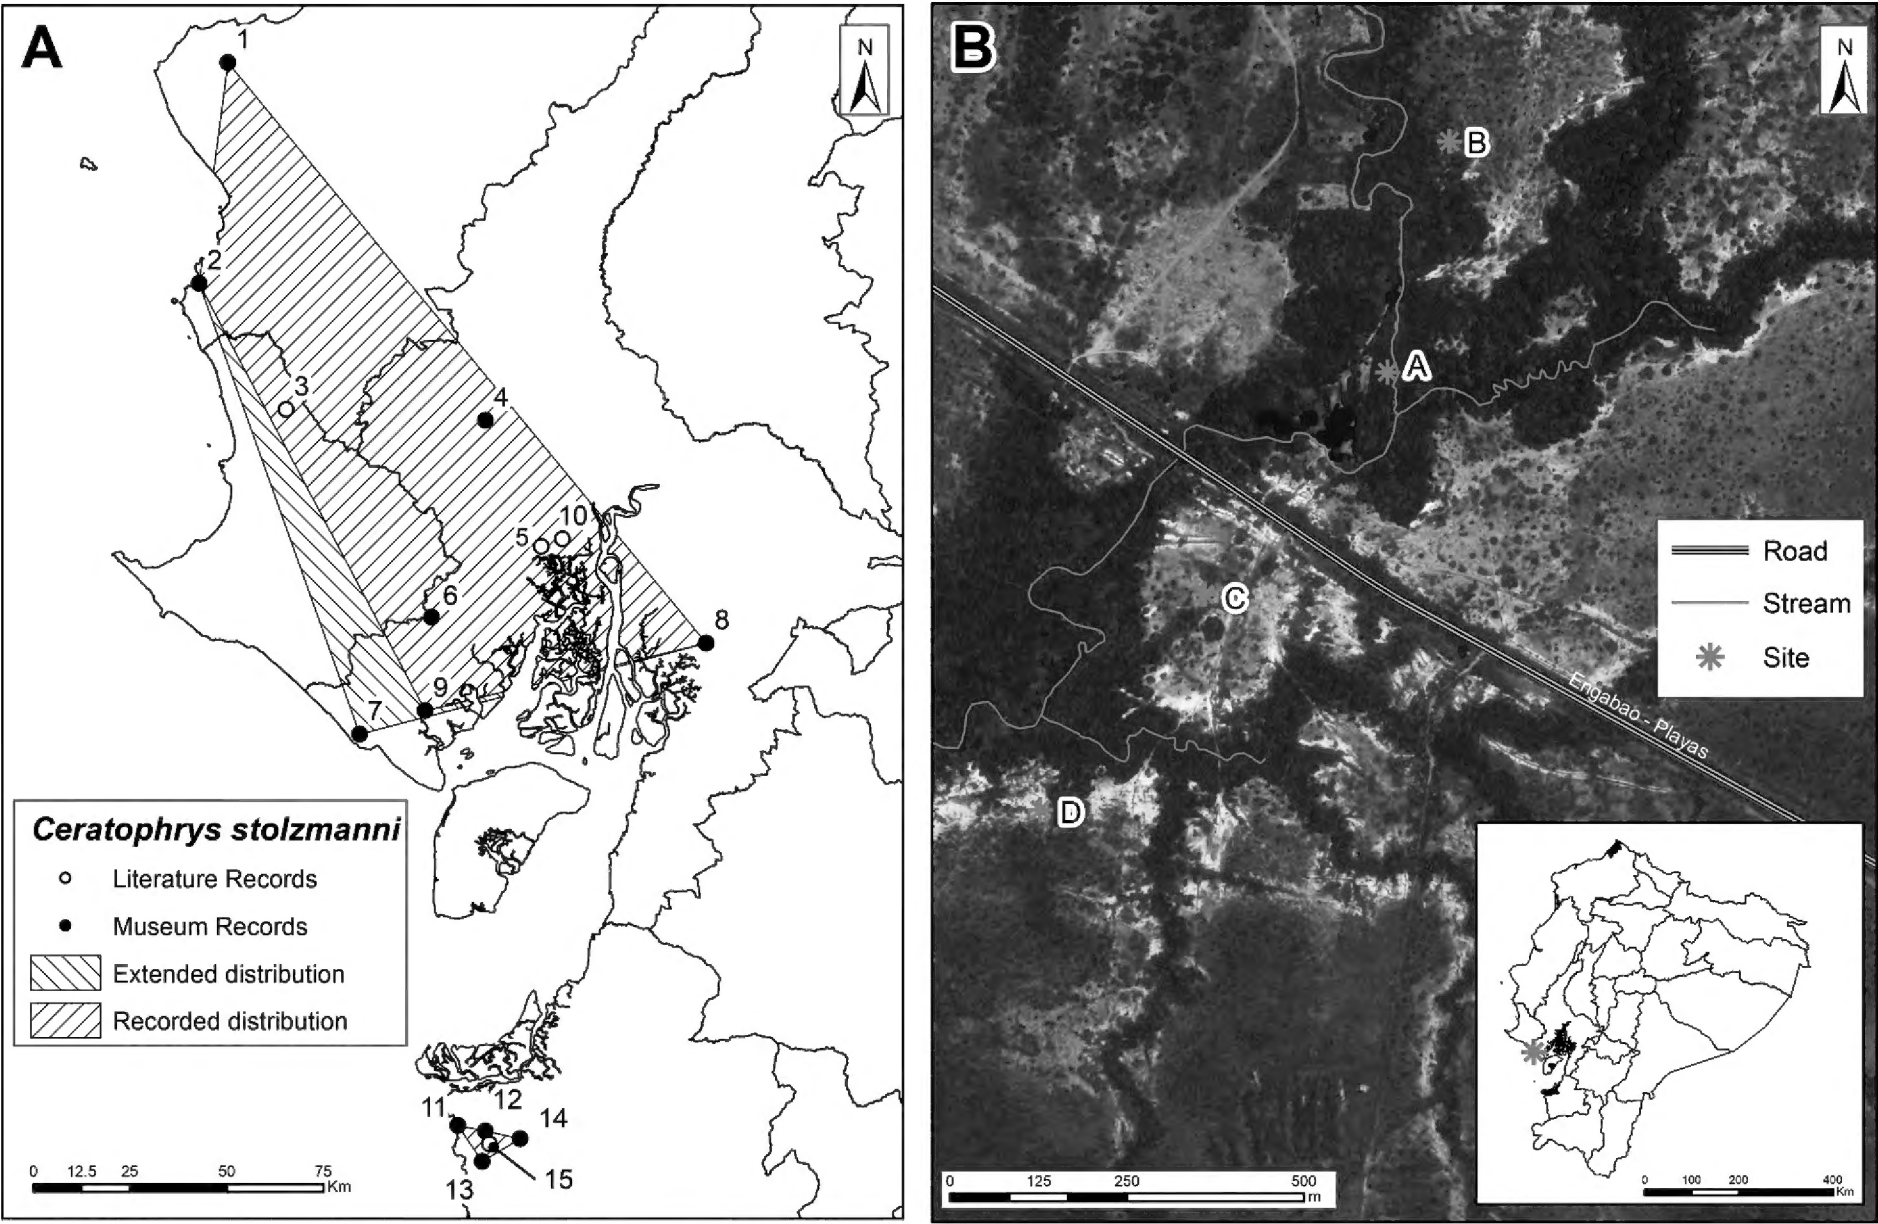 A
N
1
2
3
4
5
10
6
8
9
7
Ceratophrys stolzmanni
Literature Records
Museum Records
Extended distribution
Recorded distribution
11
12
14
15
13
0 12.5 25 50 75
Km
B
N
B
A
C
D
Road
Stream
Site
Engabao - Playas
0 125 250 500
m
0 100 200 400
Km